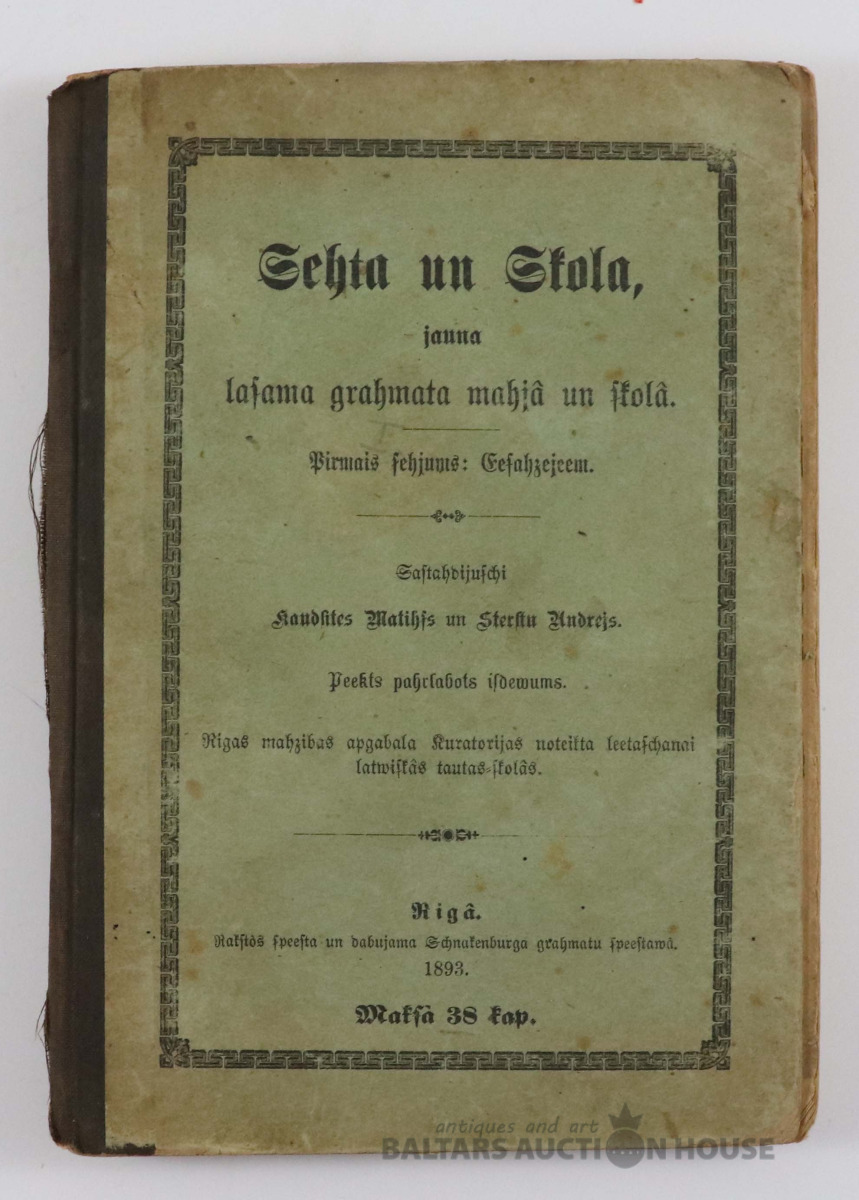 Sehta un Skola,
jauna
lasama grahmata mahjâ un skolâ.
Pirmais sehjums: Eesahzejeem.
Sastahdijuschi
Kaudsites Matihss un Sterstu Andrejs.
Peekts pahrlabots isdewums.
Rigas mahzibas apgabala Kuratorijas noteikta leetaschanai
latwiskâs tautas-skolâs.
Rigâ.
Rakstôs speesta un dabujama Schnakenburga grahmatu speestawâ.
1893.
Maksâ 38 kap.
antiques and art
BALTARS AUCTION HOUSE